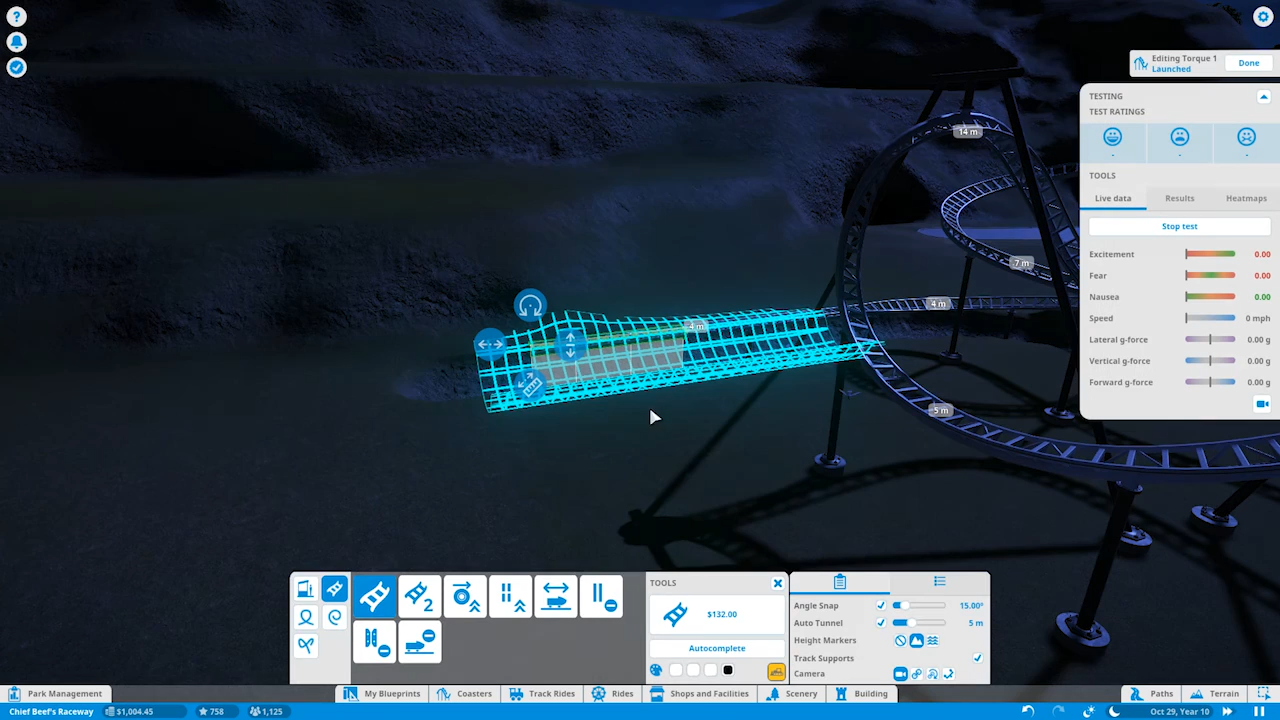 ?
Editing Torque 1
Launched
Done
TESTING
TEST RATINGS
-
-
-
TOOLS
Live data
Results
Heatmaps
Stop test
Excitement
0.00
Fear
0.00
Nausea
0.00
Speed
0 mph
Lateral g-force
0.00 g
Vertical g-force
0.00 g
Forward g-force
0.00 g
14 m
7 m
4 m
4 m
5 m
2
TOOLS
$132.00
Autocomplete
Angle Snap
15.00°
Auto Tunnel
5 m
Height Markers
Track Supports
Camera
Park Management
My Blueprints
Coasters
Track Rides
Rides
Shops and Facilities
Scenery
Building
Paths
Terrain
Chief Beef's Raceway
$1,004.45
758
1,125
Oct 29, Year 10